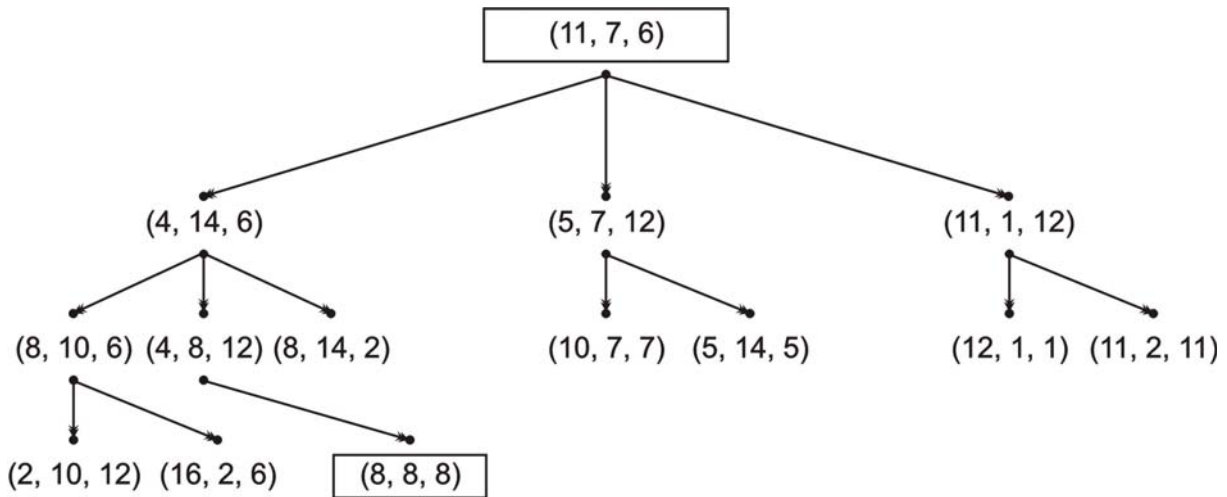 (11, 7, 6)
(4, 14, 6) (5, 7, 12) (11, 1, 12)
(8, 10, 6) (4, 8, 12) (8, 14, 2) (10, 7, 7) (5, 14, 5) (12, 1, 1) (11, 2, 11)
(2, 10, 12) (16, 2, 6) (8, 8, 8)